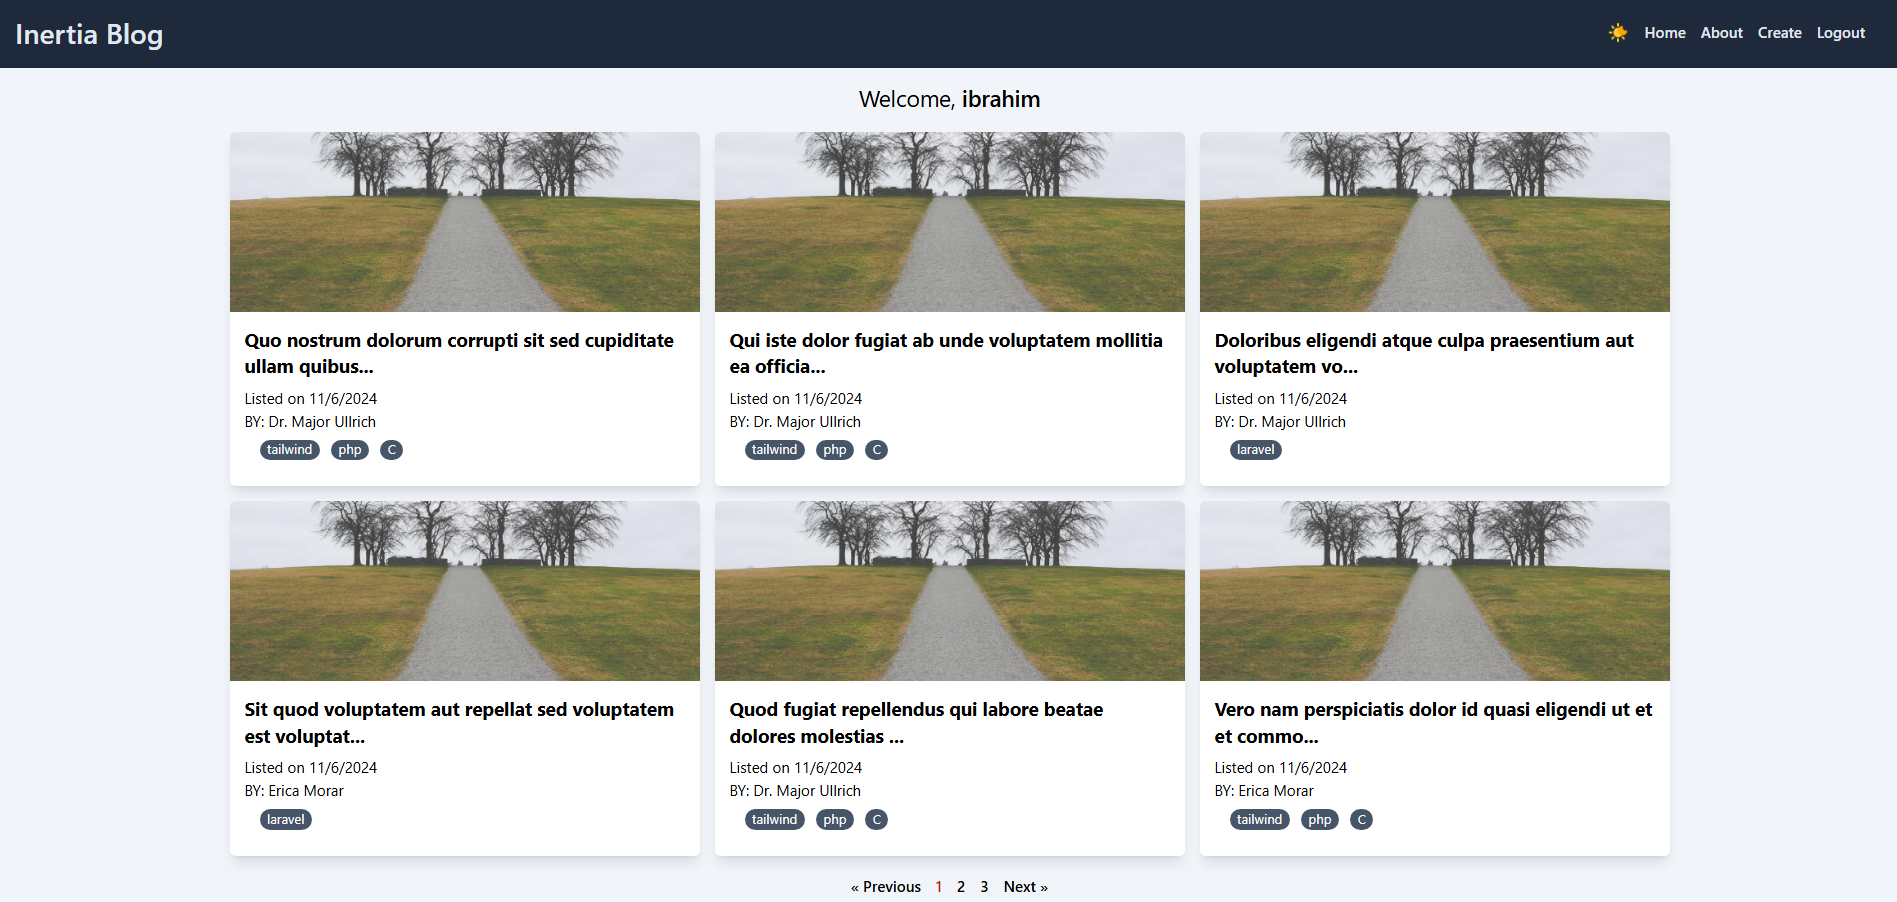 Inertia Blog
Home About Create Logout
Welcome, ibrahim
Quo nostrum dolorum corrupti sit sed cupiditate
ullam quibus...
Listed on 11/6/2024
BY: Dr. Major Ullrich
tailwind php C
Qui iste dolor fugiat ab unde voluptatem mollitia
ea officia...
Listed on 11/6/2024
BY: Dr. Major Ullrich
tailwind php C
Doloribus eligendi atque culpa praesentium aut
voluptatem vo...
Listed on 11/6/2024
BY: Dr. Major Ullrich
laravel
Sit quod voluptatem aut repellat sed voluptatem
est voluptat...
Listed on 11/6/2024
BY: Erica Morar
laravel
Quod fugiat repellendus qui labore beatae
dolores molestias ...
Listed on 11/6/2024
BY: Dr. Major Ullrich
tailwind php C
Vero nam perspiciatis dolor id quasi eligendi ut et
et commo...
Listed on 11/6/2024
BY: Erica Morar
tailwind php C
« Previous 1 2 3 Next »